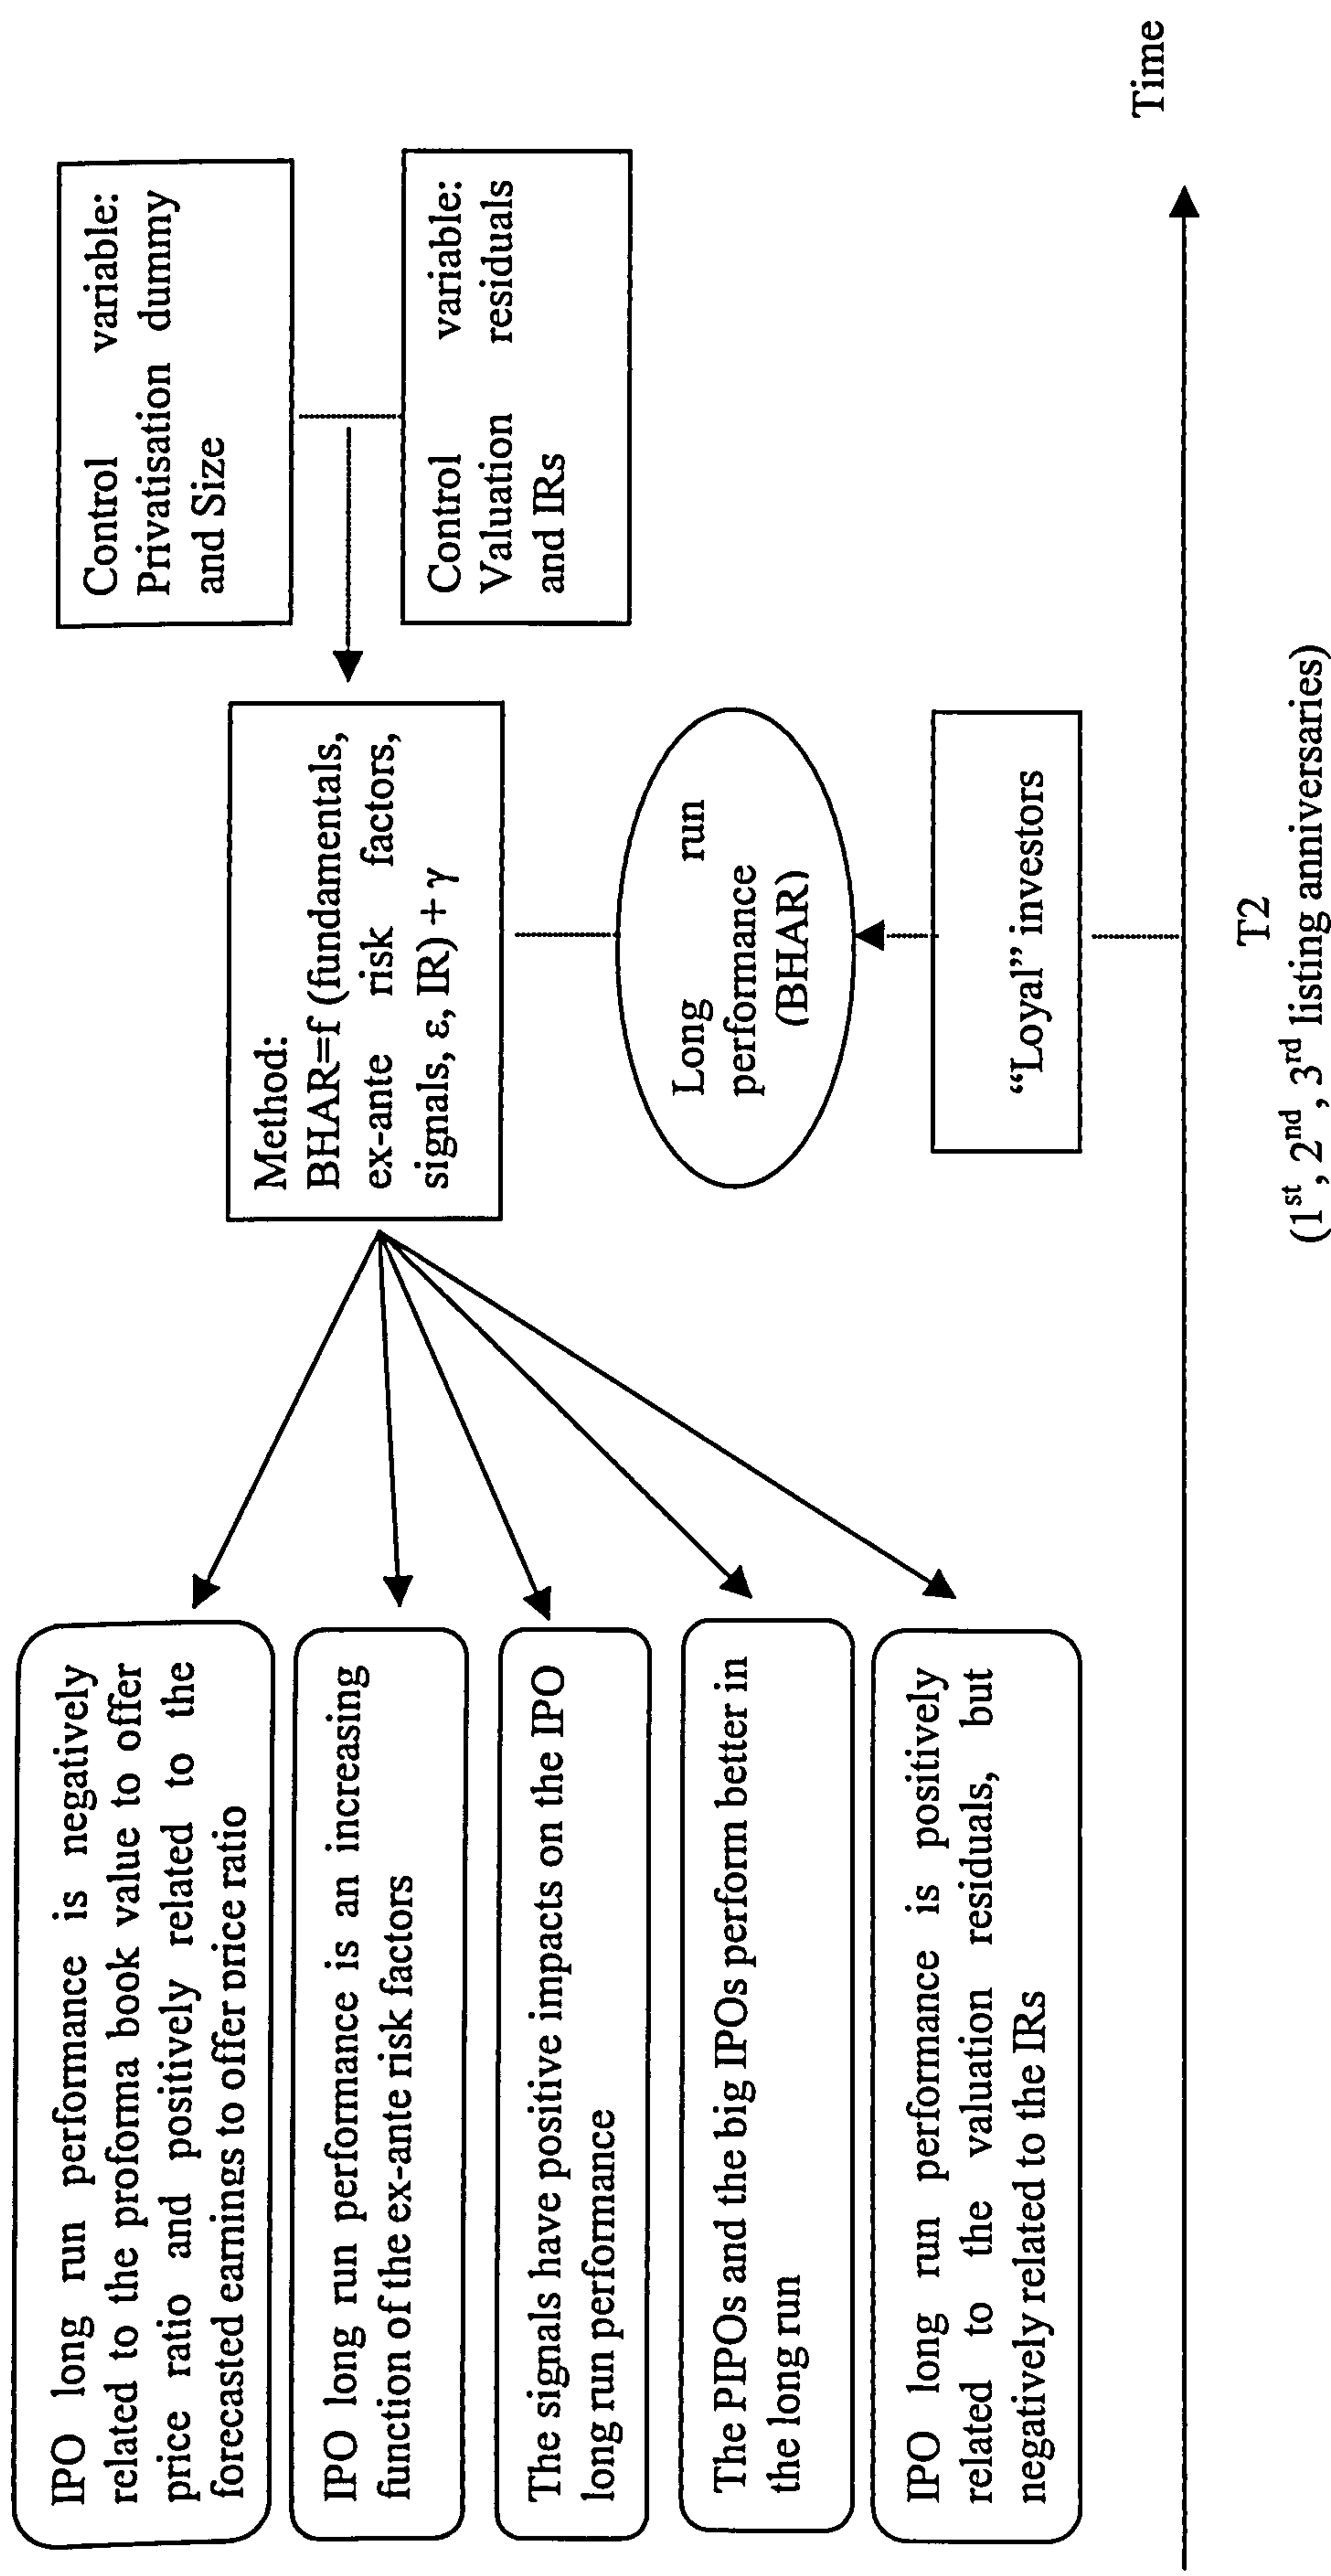 IPO long run performance is negatively
related to the proforma book value to offer
price ratio and positively related to the
forecasted earnings to offer price ratio
IPO long run performance is an increasing
function of the ex-ante risk factors
The signals have positive impacts on the IPO
long run performance
The PIPOs and the big IPOs perform better in
the long run
IPO long run performance is positively
related to the valuation residuals, but
negatively related to the IRs
Method:
BHAR=f (fundamentals,
ex-ante risk factors,
signals, ε, IR) + γ
Long run
performance
(BHAR)
“Loyal” investors
Control variable:
Privatisation dummy
and Size
Control variable:
Valuation residuals
and IRs
T2
(1st, 2nd, 3rd listing anniversaries)
Time